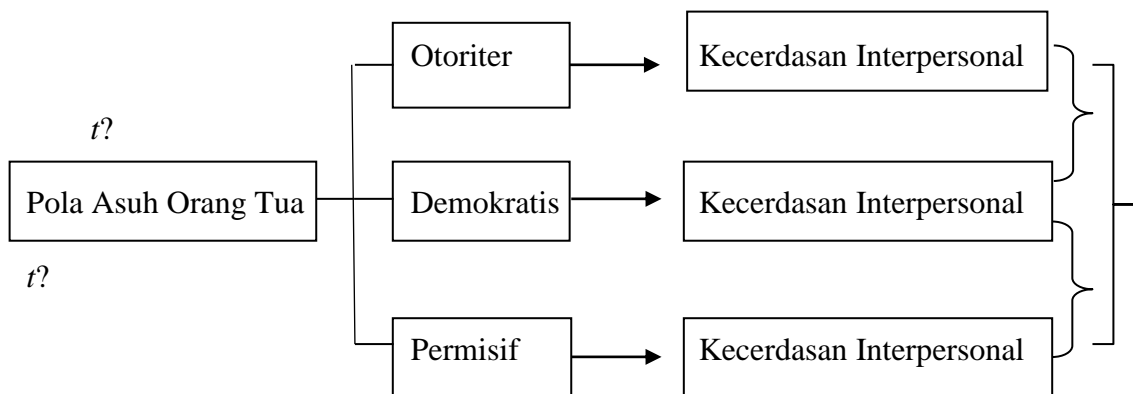 Otoriter
Kecerdasan Interpersonal
t?
Pola Asuh Orang Tua
Demokratis
Kecerdasan Interpersonal
t?
Permisif
Kecerdasan Interpersonal